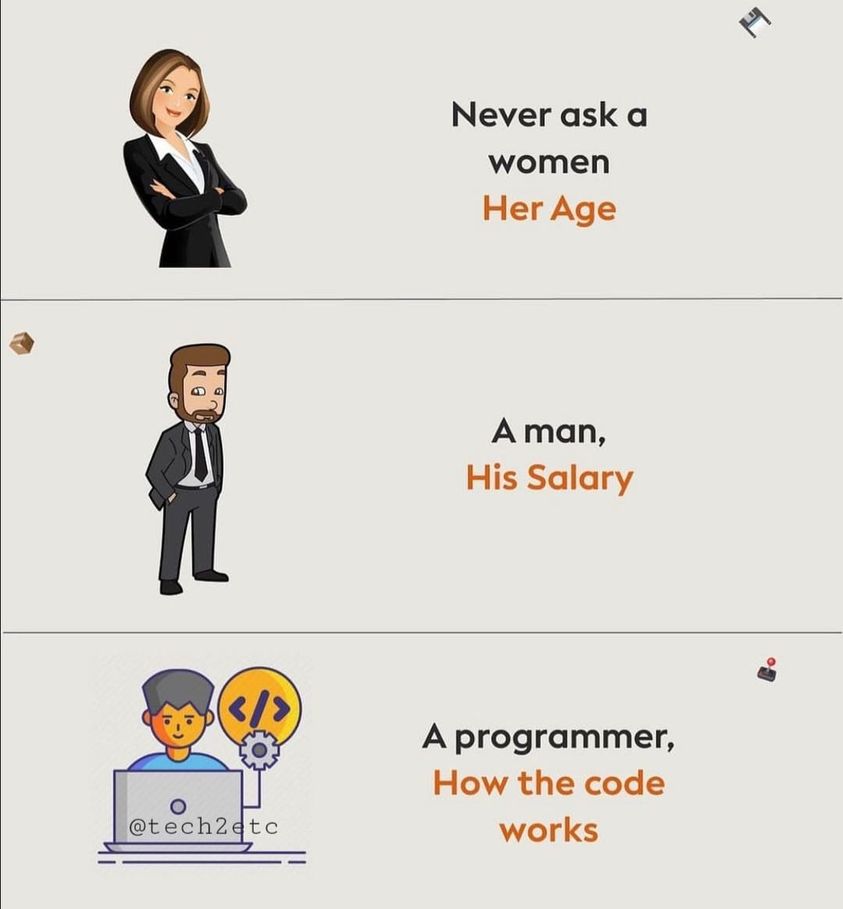 Never ask a
women
Her Age
A man,
His Salary
A programmer,
How the code
works
@tech2etc